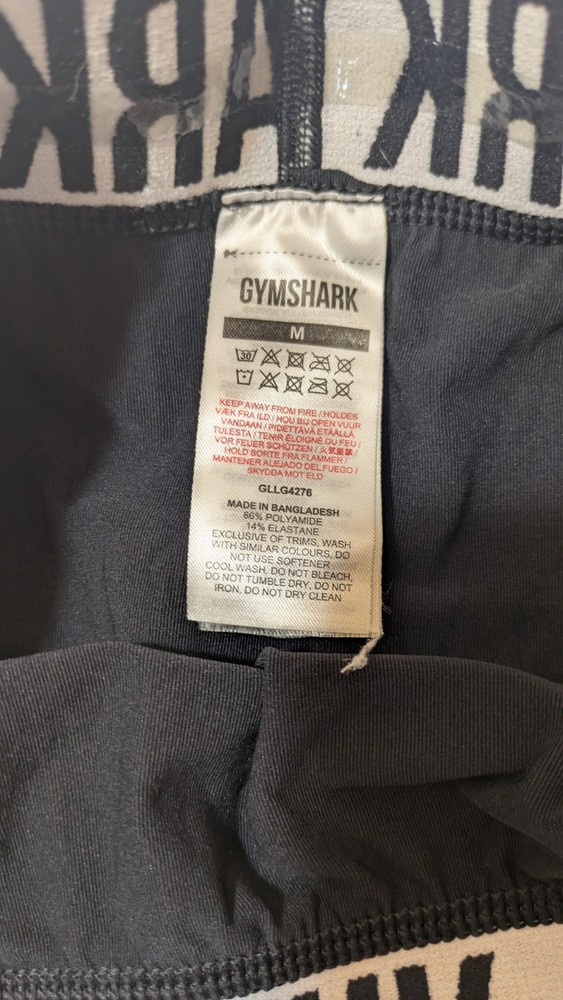 GYMSHARK
M
30
KEEP AWAY FROM FIRE / HOLDES
VÆK FRA ILD / HOU BIJ OPEN VUUR
VANDAAN / PIDETTÄVÄ ETÄÄLLÄ
TULESTA / TENIR ÉLOIGNÉ DU FEU /
VOR FEUER SCHÜTZEN / 火気厳禁 /
HOLD BORTE FRA FLAMMER /
MANTENER ALEJADO DEL FUEGO /
SKYDDA MOT ELD
GLLG4276
MADE IN BANGLADESH
86% POLYAMIDE
14% ELASTANE
EXCLUSIVE OF TRIMS, WASH
WITH SIMILAR COLOURS, DO
NOT USE SOFTENER
COOL WASH, DO NOT BLEACH,
DO NOT TUMBLE DRY, DO NOT
IRON, DO NOT DRY CLEAN